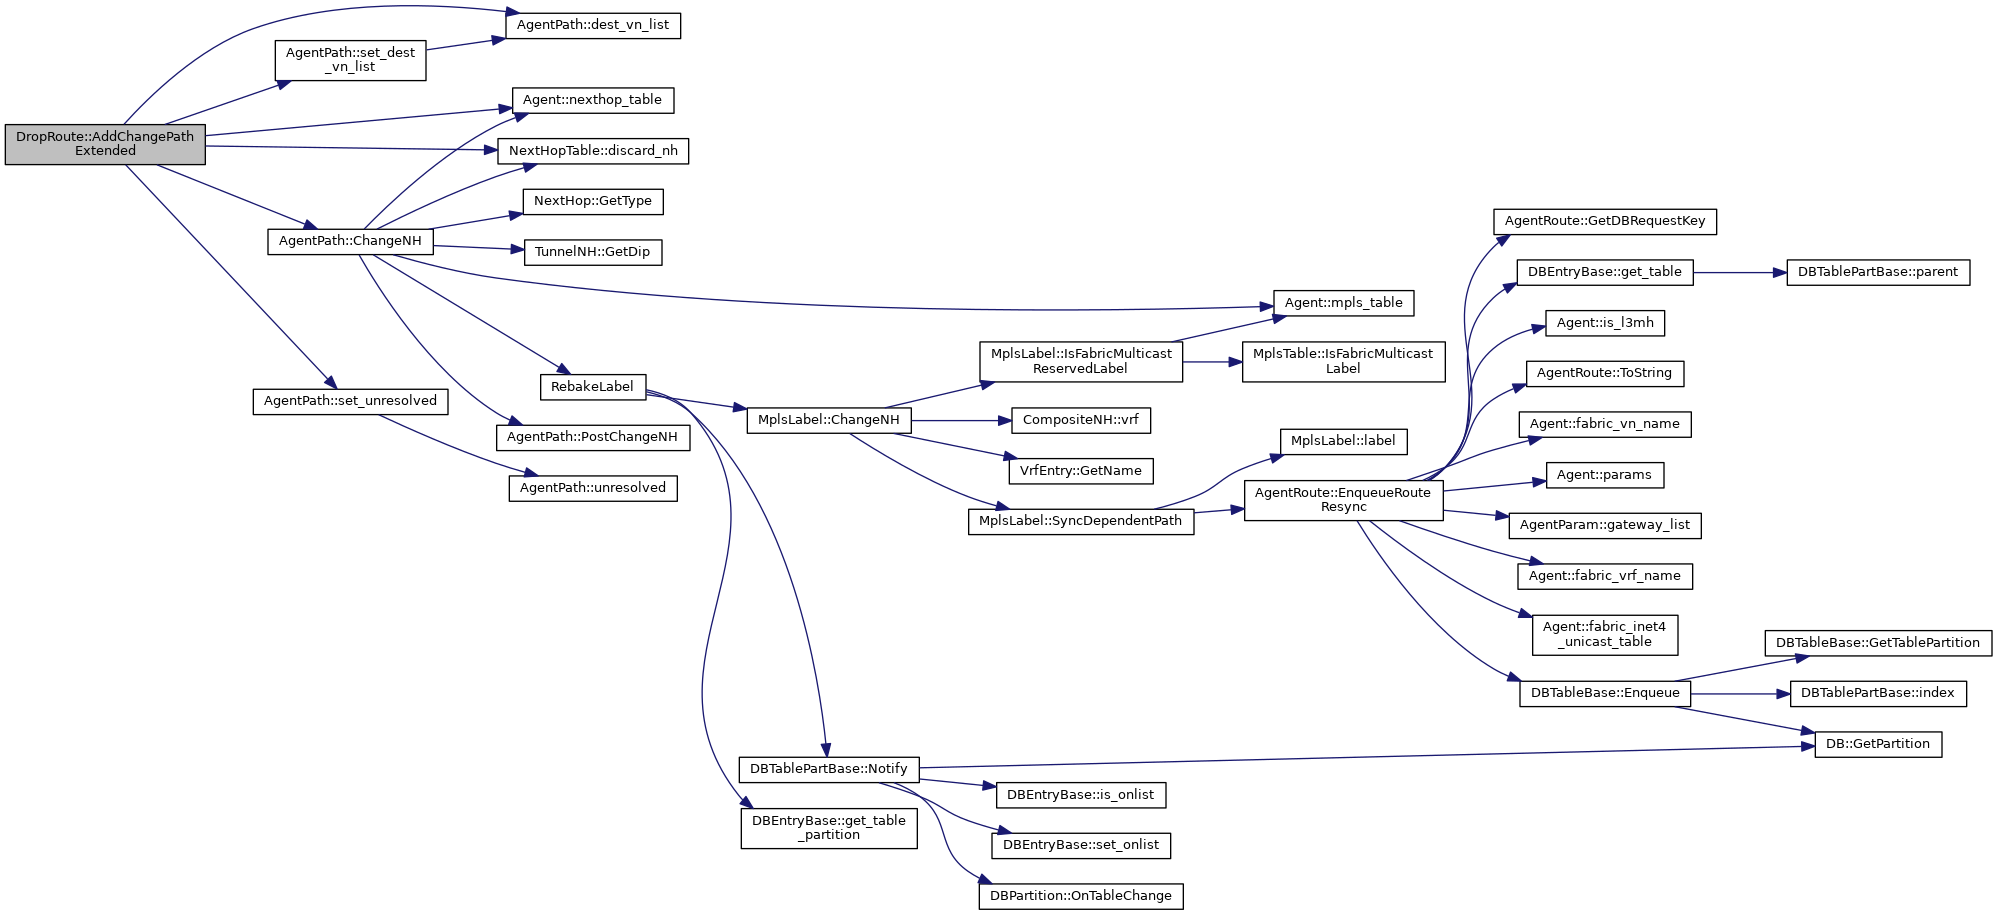 DropRoute::AddChangePath
Extended
AgentPath::dest_vn_list
AgentPath::set_dest
_vn_list
Agent::nexthop_table
NextHopTable::discard_nh
AgentPath::ChangeNH
NextHop::GetType
TunnelNH::GetDip
Agent::mpls_table
RebakeLabel
MplsLabel::ChangeNH
MplsLabel::IsFabricMulticast
ReservedLabel
MplsTable::IsFabricMulticast
Label
CompositeNH::vrf
VrfEntry::GetName
MplsLabel::SyncDependentPath
MplsLabel::label
AgentRoute::EnqueueRoute
Resync
AgentRoute::GetDBRequestKey
DBEntryBase::get_table
DBTablePartBase::parent
Agent::is_l3mh
AgentRoute::ToString
Agent::fabric_vn_name
Agent::params
AgentParam::gateway_list
Agent::fabric_vrf_name
Agent::fabric_inet4
_unicast_table
DBTableBase::Enqueue
DBTableBase::GetTablePartition
DBTablePartBase::index
DB::GetPartition
DBTablePartBase::Notify
DBEntryBase::is_onlist
DBEntryBase::set_onlist
DBPartition::OnTableChange
DBEntryBase::get_table
_partition
AgentPath::PostChangeNH
AgentPath::set_unresolved
AgentPath::unresolved